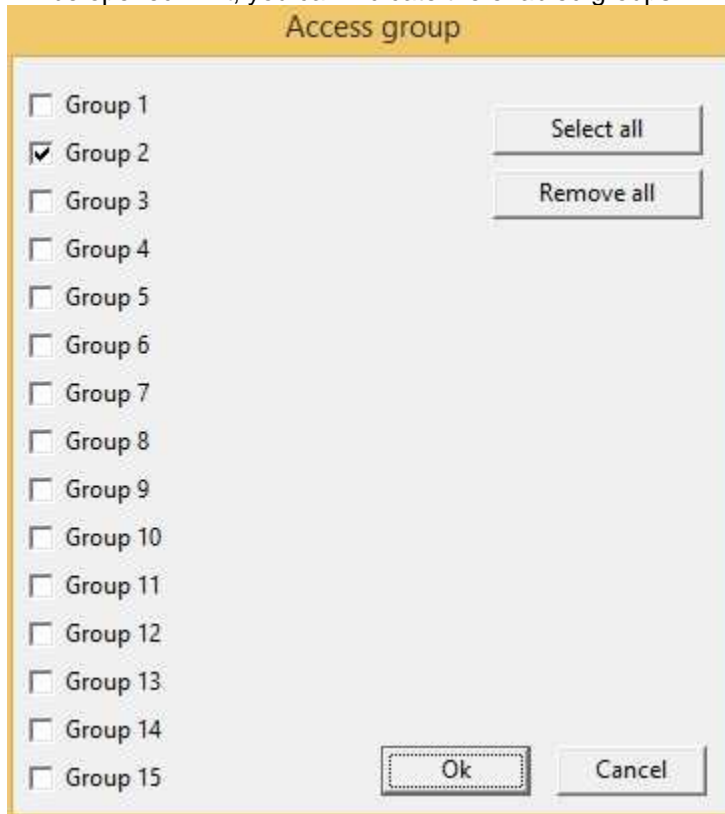 Access group
Group 1
Select all
Group 2
Group 3
Remove all
Group 4
Group 5
Group 6
Group 7
Group 8
Group 9
Group 10
Group 11
Group 12
Group 13
Group 14
Group 15
Ok
Cancel